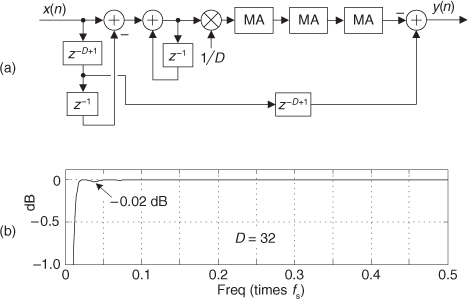 x(n)
y(n)
+
−
+
×
MA
MA
MA
−
+
z⁻ᴰ⁺¹
z⁻¹
1/D
(a)
z⁻¹
z⁻ᴰ⁺¹
0
−0.02 dB
dB
−0.5
(b)
D = 32
−1.0
0
0.1
0.2
0.3
0.4
0.5
Freq (times fₛ)